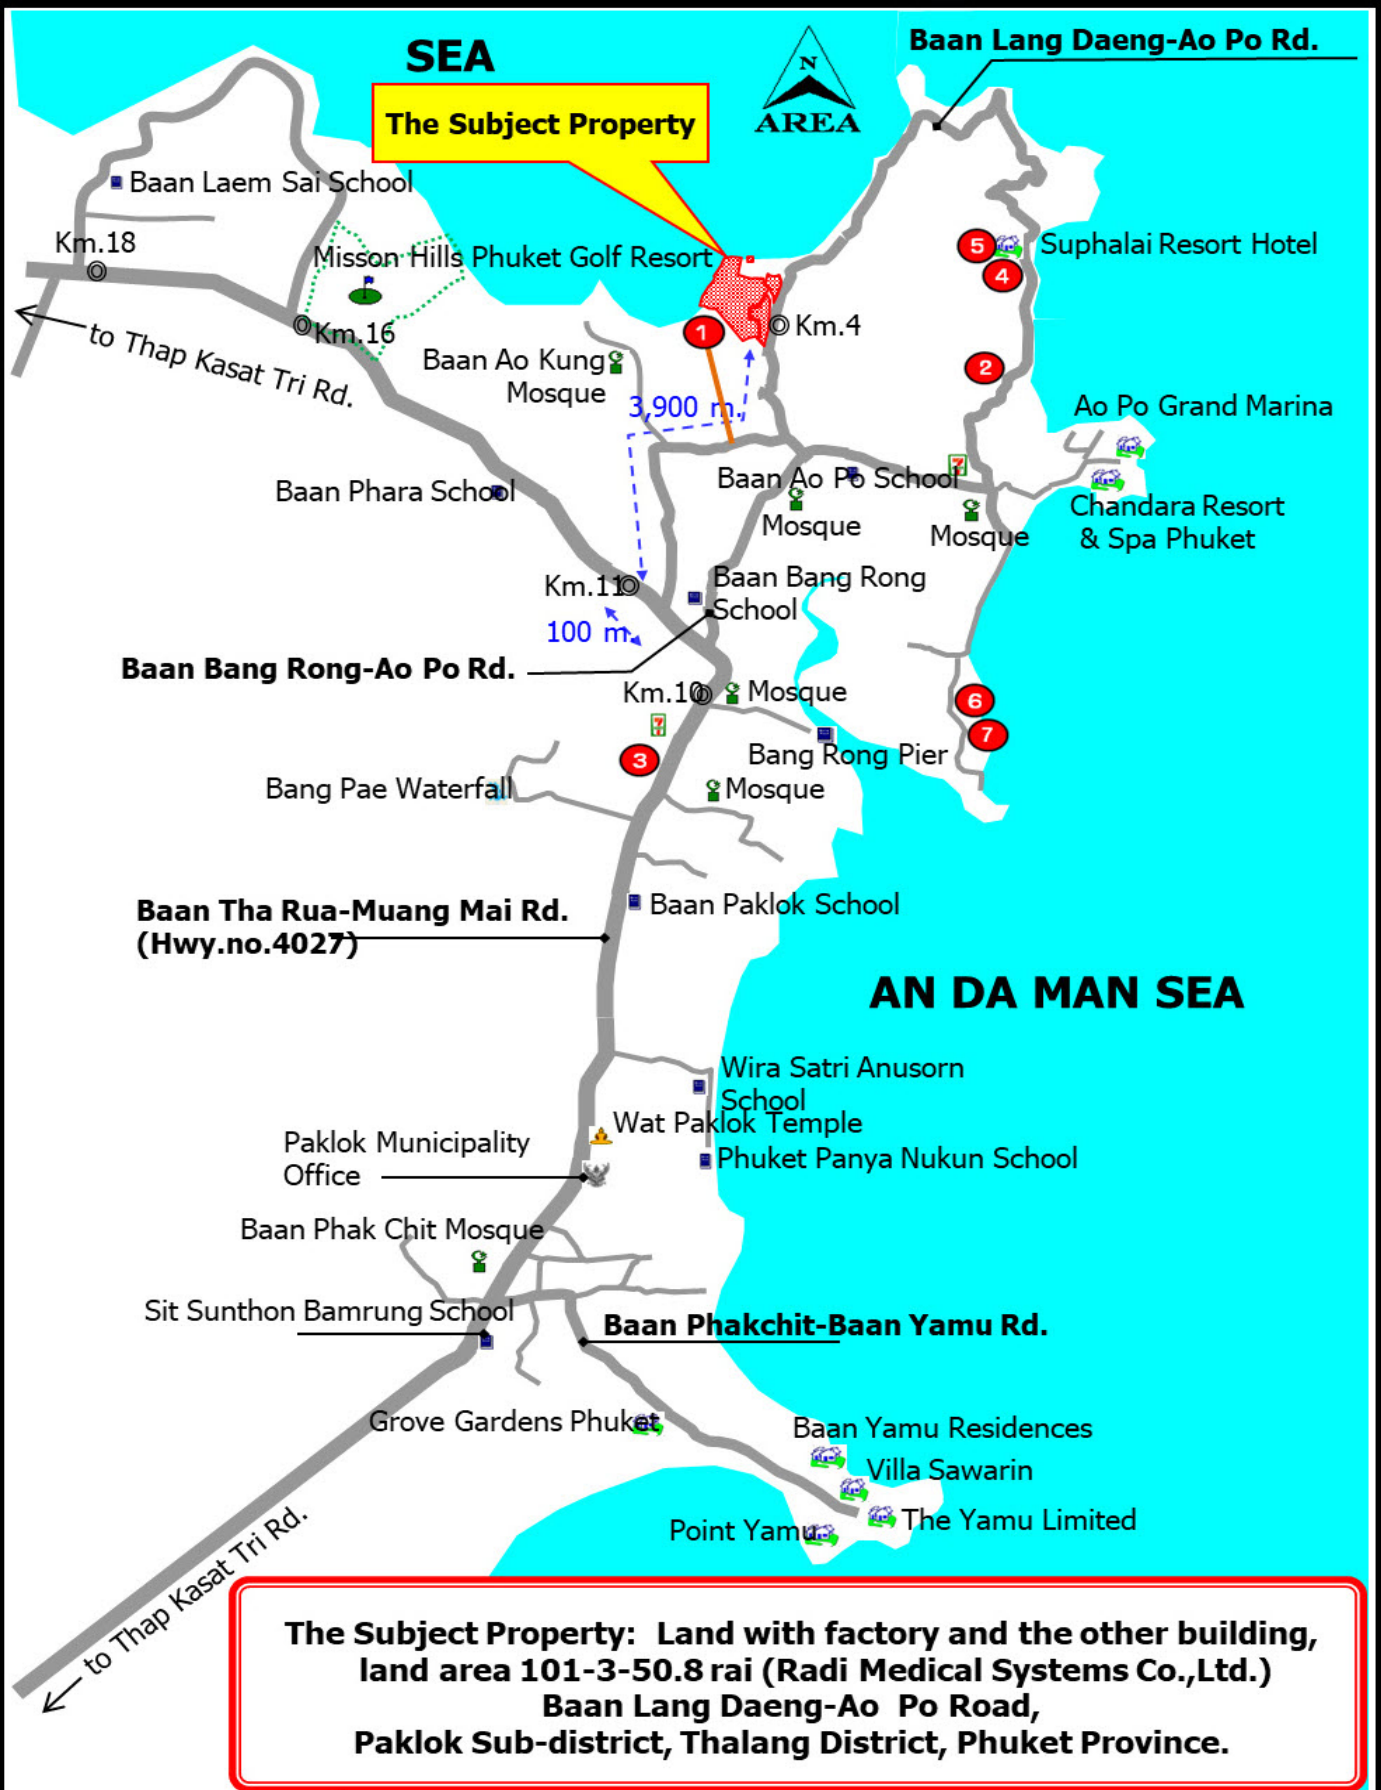 SEA
Baan Lang Daeng-Ao Po Rd.
N
AREA
The Subject Property
Baan Laem Sai School
Km.18
Misson Hills Phuket Golf Resort
5
Suphalai Resort Hotel
4
Km.16
1
Km.4
to Thap Kasat Tri Rd.
Baan Ao Kung
Mosque
2
3,900 m.
Ao Po Grand Marina
7
Baan Phara School
Baan Ao Po School
Mosque
Mosque
Chandara Resort
& Spa Phuket
Km.11
Baan Bang Rong
School
100 m.
Baan Bang Rong-Ao Po Rd.
Km.10
Mosque
6
7
7
3
Bang Rong Pier
Bang Pae Waterfall
Mosque
Baan Tha Rua-Muang Mai Rd.
(Hwy.no.4027)
Baan Paklok School
AN DA MAN SEA
Wira Satri Anusorn
School
Wat Paklok Temple
Paklok Municipality
Office
Phuket Panya Nukun School
Baan Phak Chit Mosque
Sit Sunthon Bamrung School
Baan Phakchit-Baan Yamu Rd.
Grove Gardens Phuket
Baan Yamu Residences
Villa Sawarin
Point Yamu
The Yamu Limited
to Thap Kasat Tri Rd.
The Subject Property: Land with factory and the other building,
land area 101-3-50.8 rai (Radi Medical Systems Co.,Ltd.)
Baan Lang Daeng-Ao Po Road,
Paklok Sub-district, Thalang District, Phuket Province.